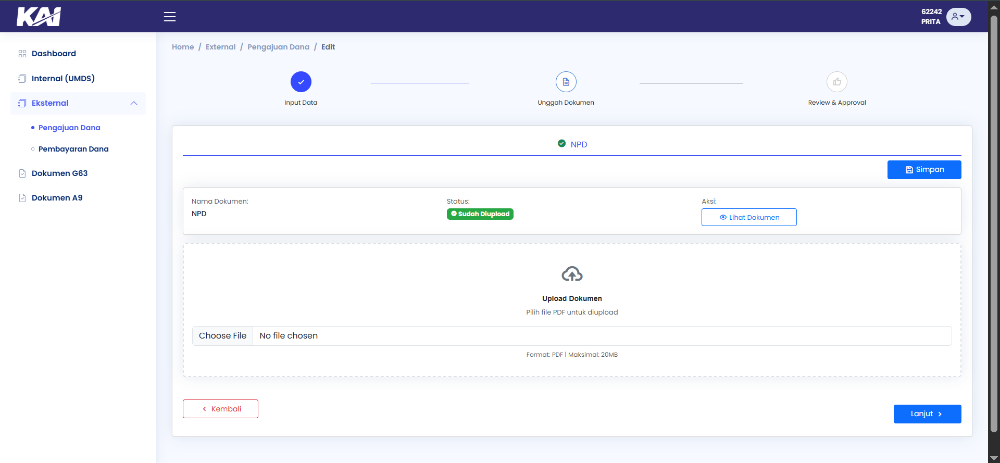 KAI
62242
PRITA
Dashboard
Internal (UMDS)
Eksternal
Pengajuan Dana
Pembayaran Dana
Dokumen G63
Dokumen A9
Home / External / Pengajuan Dana / Edit
Input Data
Unggah Dokumen
Review & Approval
NPD
Simpan
Nama Dokumen:
NPD
Status:
Sudah Diupload
Aksi:
Lihat Dokumen
Upload Dokumen
Pilih file PDF untuk diupload
Choose File No file chosen
Format: PDF | Maksimal: 20MB
Kembali
Lanjut